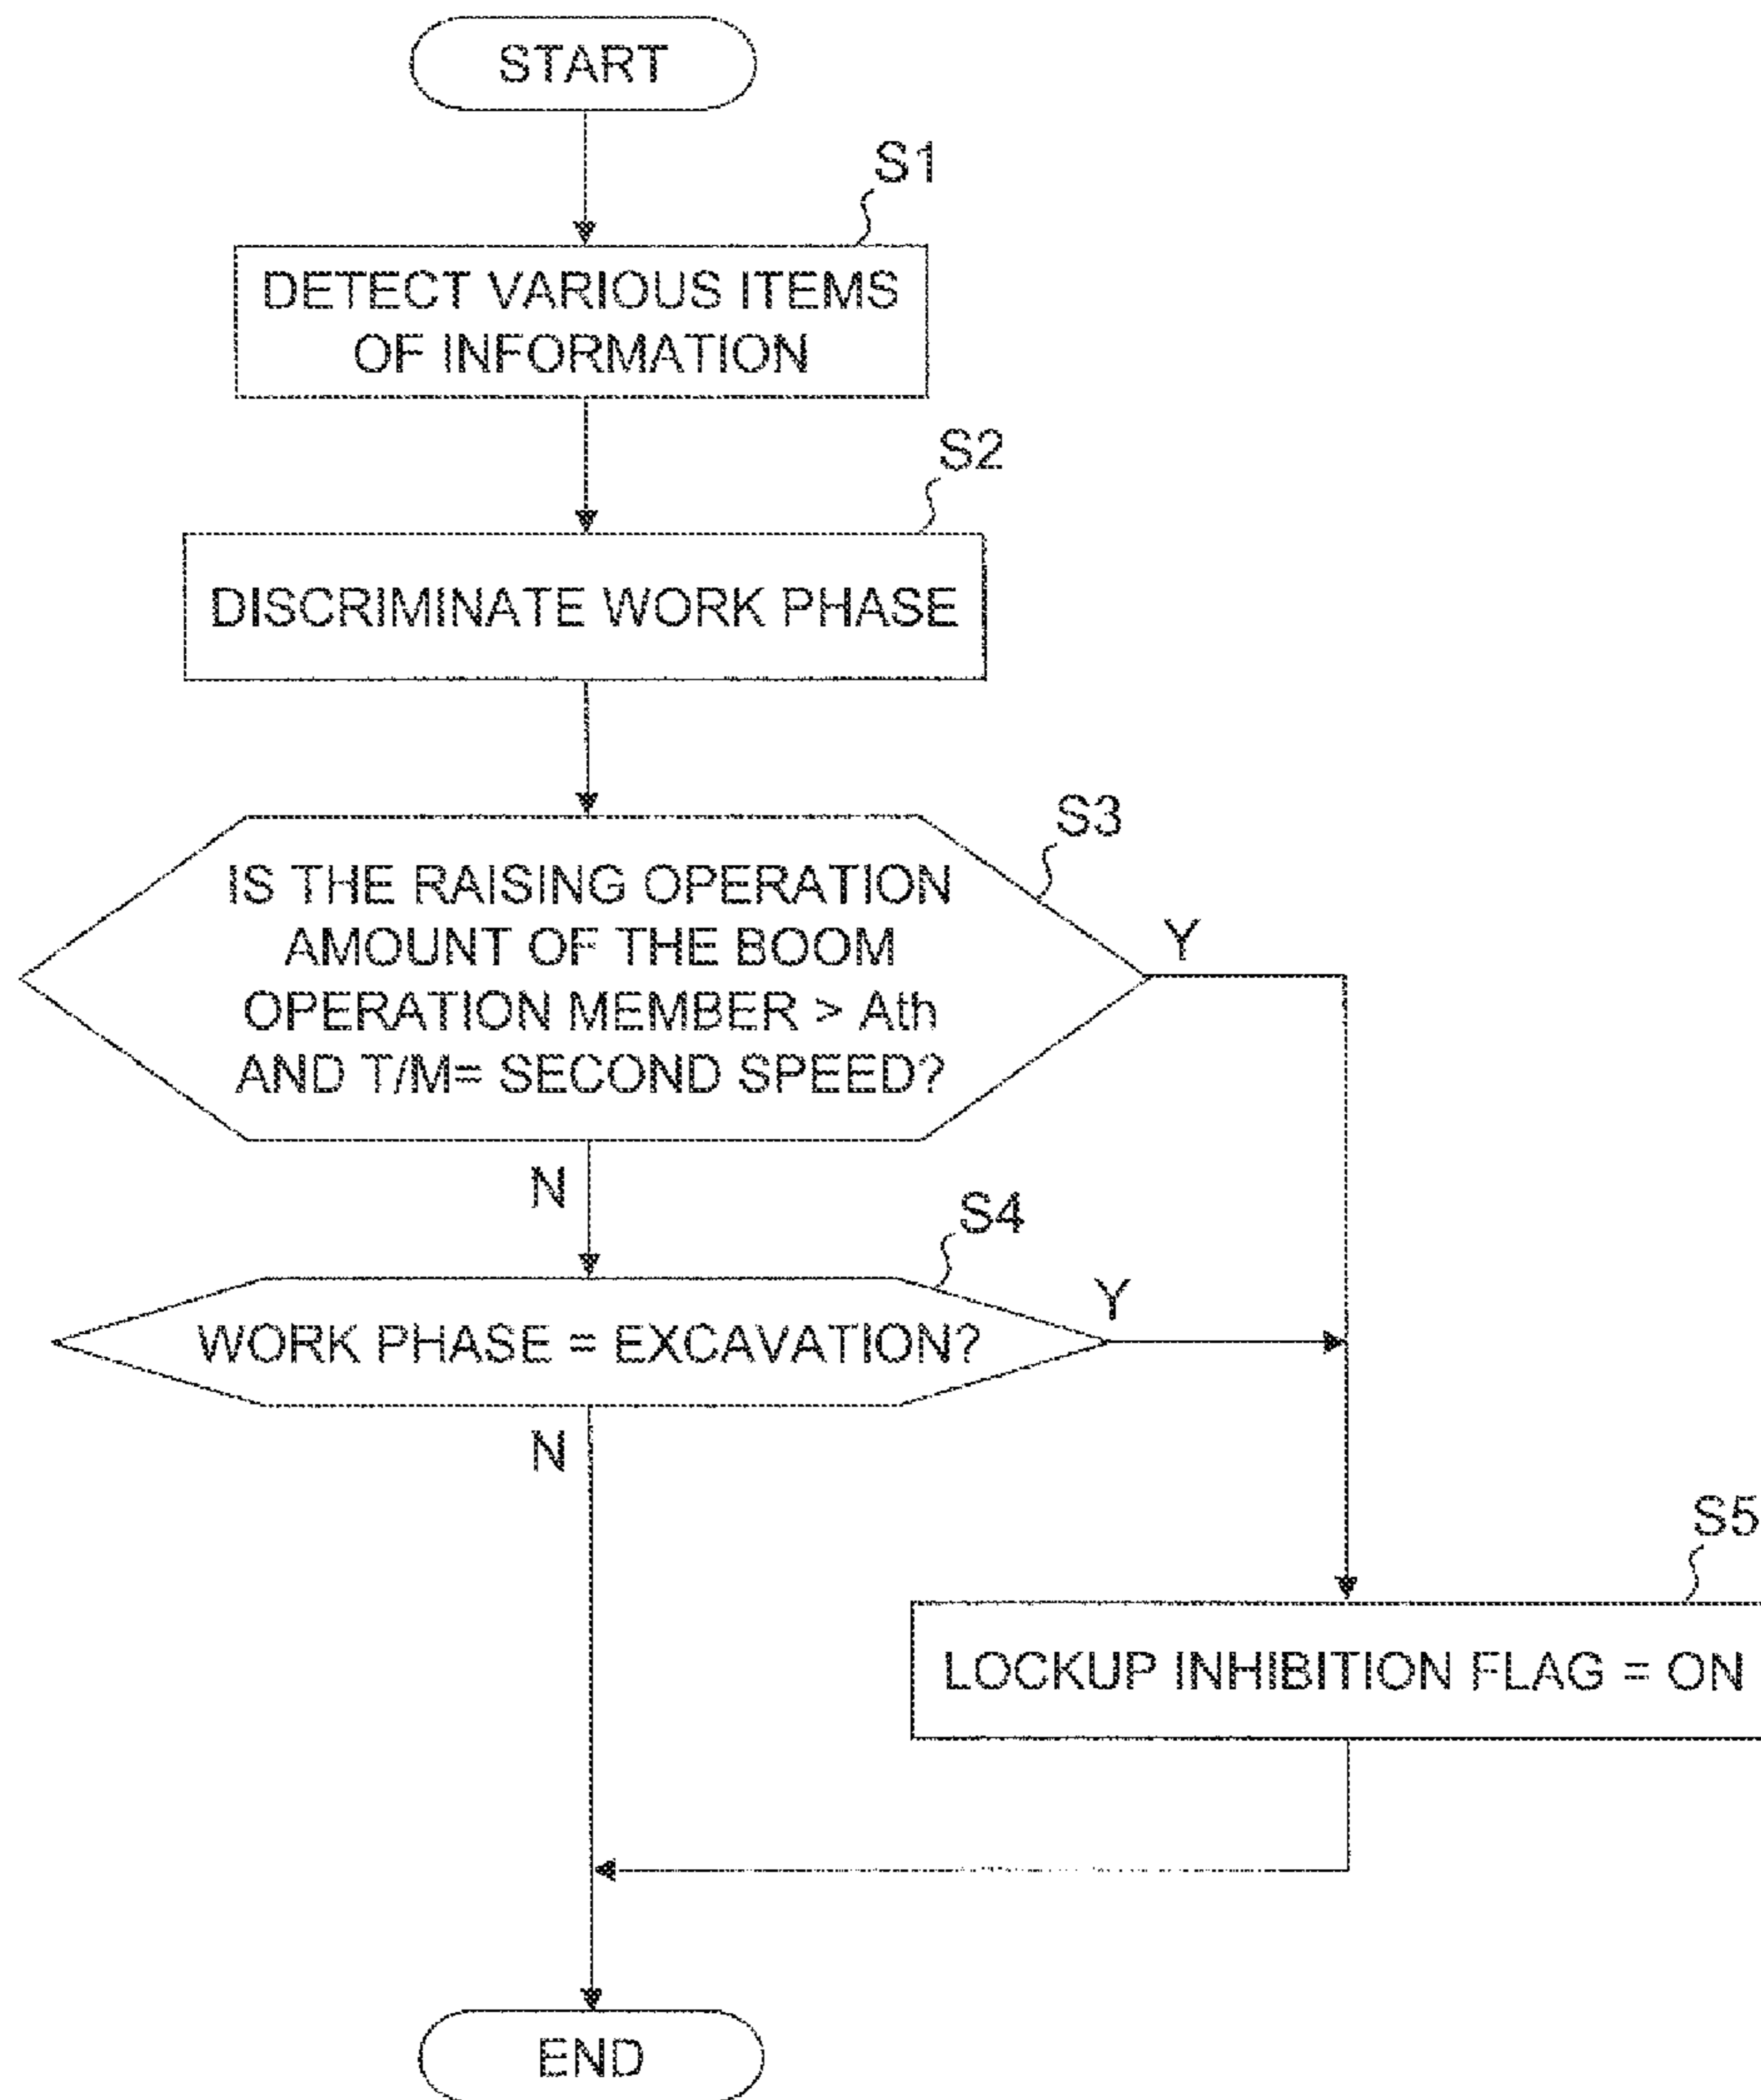 START
S1
DETECT VARIOUS ITEMS
OF INFORMATION
S2
DISCRIMINATE WORK PHASE
S3
IS THE RAISING OPERATION
AMOUNT OF THE BOOM
OPERATION MEMBER > Ath
AND T/M= SECOND SPEED?
Y
N
S4
WORK PHASE = EXCAVATION?
Y
N
S5
LOCKUP INHIBITION FLAG = ON
END